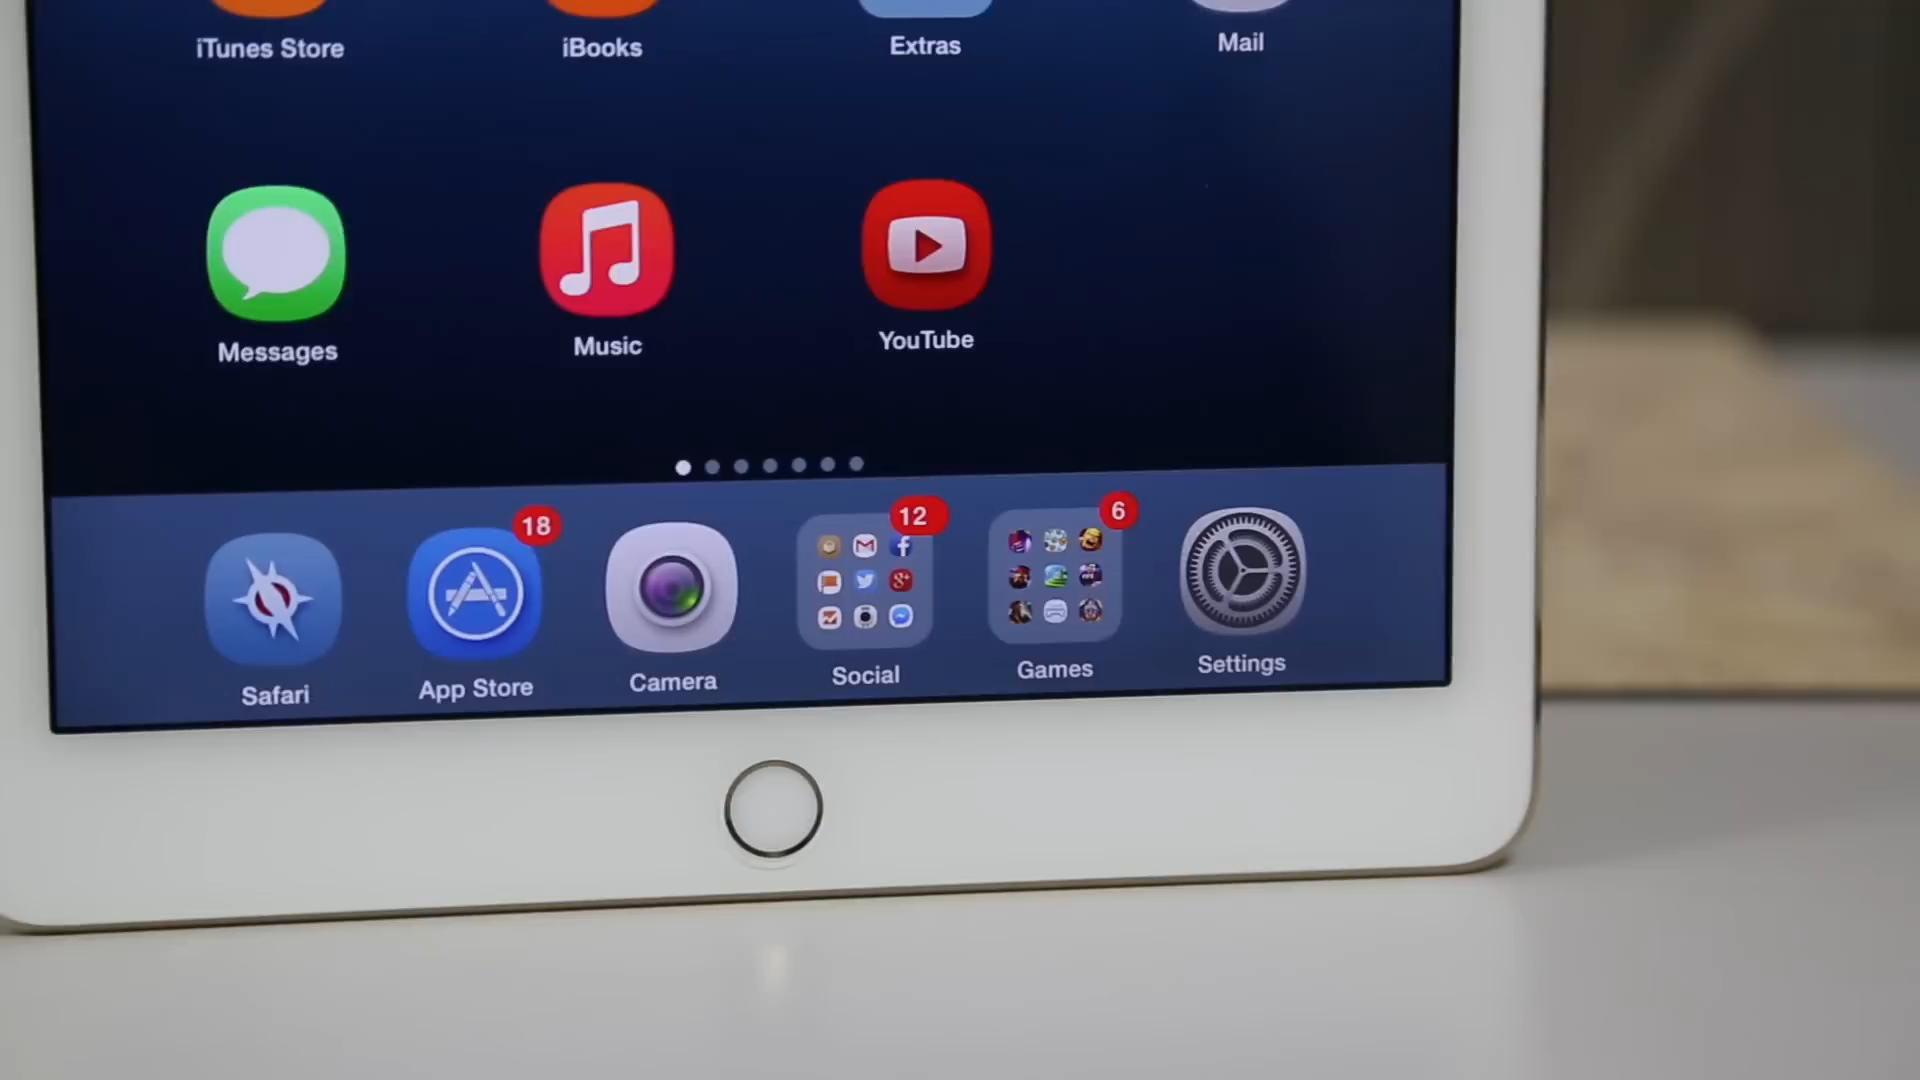 iTunes Store iBooks Extras Mail
Messages Music YouTube
18 12 6
Safari App Store Camera Social Games Settings